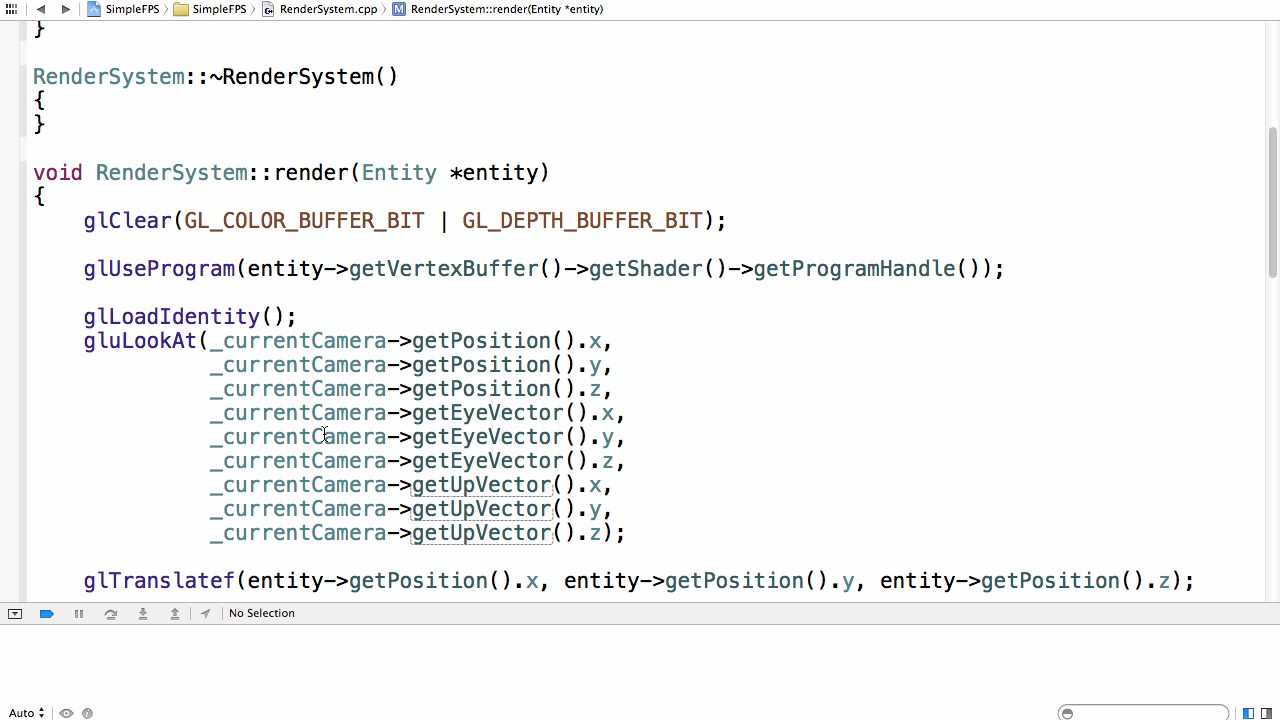 SimpleFPS SimpleFPS RenderSystem.cpp RenderSystem::render(Entity *entity)
}
RenderSystem::~RenderSystem()
{
}
void RenderSystem::render(Entity *entity)
{
glClear(GL_COLOR_BUFFER_BIT | GL_DEPTH_BUFFER_BIT);
glUseProgram(entity->getVertexBuffer()->getShader()->getProgramHandle());
glLoadIdentity();
gluLookAt(_currentCamera->getPosition().x,
_currentCamera->getPosition().y,
_currentCamera->getPosition().z,
_currentCamera->getEyeVector().x,
_currentCamera->getEyeVector().y,
_currentCamera->getEyeVector().z,
_currentCamera->getUpVector().x,
_currentCamera->getUpVector().y,
_currentCamera->getUpVector().z);
glTranslatef(entity->getPosition().x, entity->getPosition().y, entity->getPosition().z);
No Selection
Auto